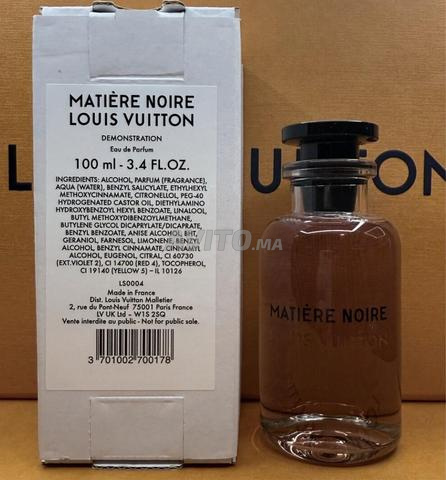 MATIÈRE NOIRE
LOUIS VUITTON
DEMONSTRATION
Eau de Parfum
100 ml - 3.4 FL.OZ.
INGREDIENTS: ALCOHOL, PARFUM (FRAGRANCE),
AQUA (WATER), BENZYL SALICYLATE, ETHYLHEXYL
METHOXYCINNAMATE, CITRONELLOL, PEG-40
HYDROGENATED CASTOR OIL, DIETHYLAMINO
HYDROXYBENZOYL HEXYL BENZOATE, LINALOOL,
BUTYL METHOXYDIBENZOYLMETHANE,
BUTYLENE GLYCOL DICAPRYLATE/DICAPRATE,
BENZYL BENZOATE, ANISE ALCOHOL, BHT,
GERANIOL, FARNESOL, LIMONENE, BENZYL
ALCOHOL, BENZYL CINNAMATE, CINNAMYL
ALCOHOL, EUGENOL, CITRAL, CI 60730
(EXT.VIOLET 2), CI 14700 (RED 4), TOCOPHEROL,
CI 19140 (YELLOW 5) – IL 10126
LS0004
Made in France
Dist. Louis Vuitton Malletier
2, rue du Pont-Neuf 75001 Paris France
LV UK Ltd - W1S 2SQ
Vente interdite au public - Not for public sale.
3 701002 700178
MATIÈRE NOIRE
LOUIS VUITTON
L
UITTON
.MA